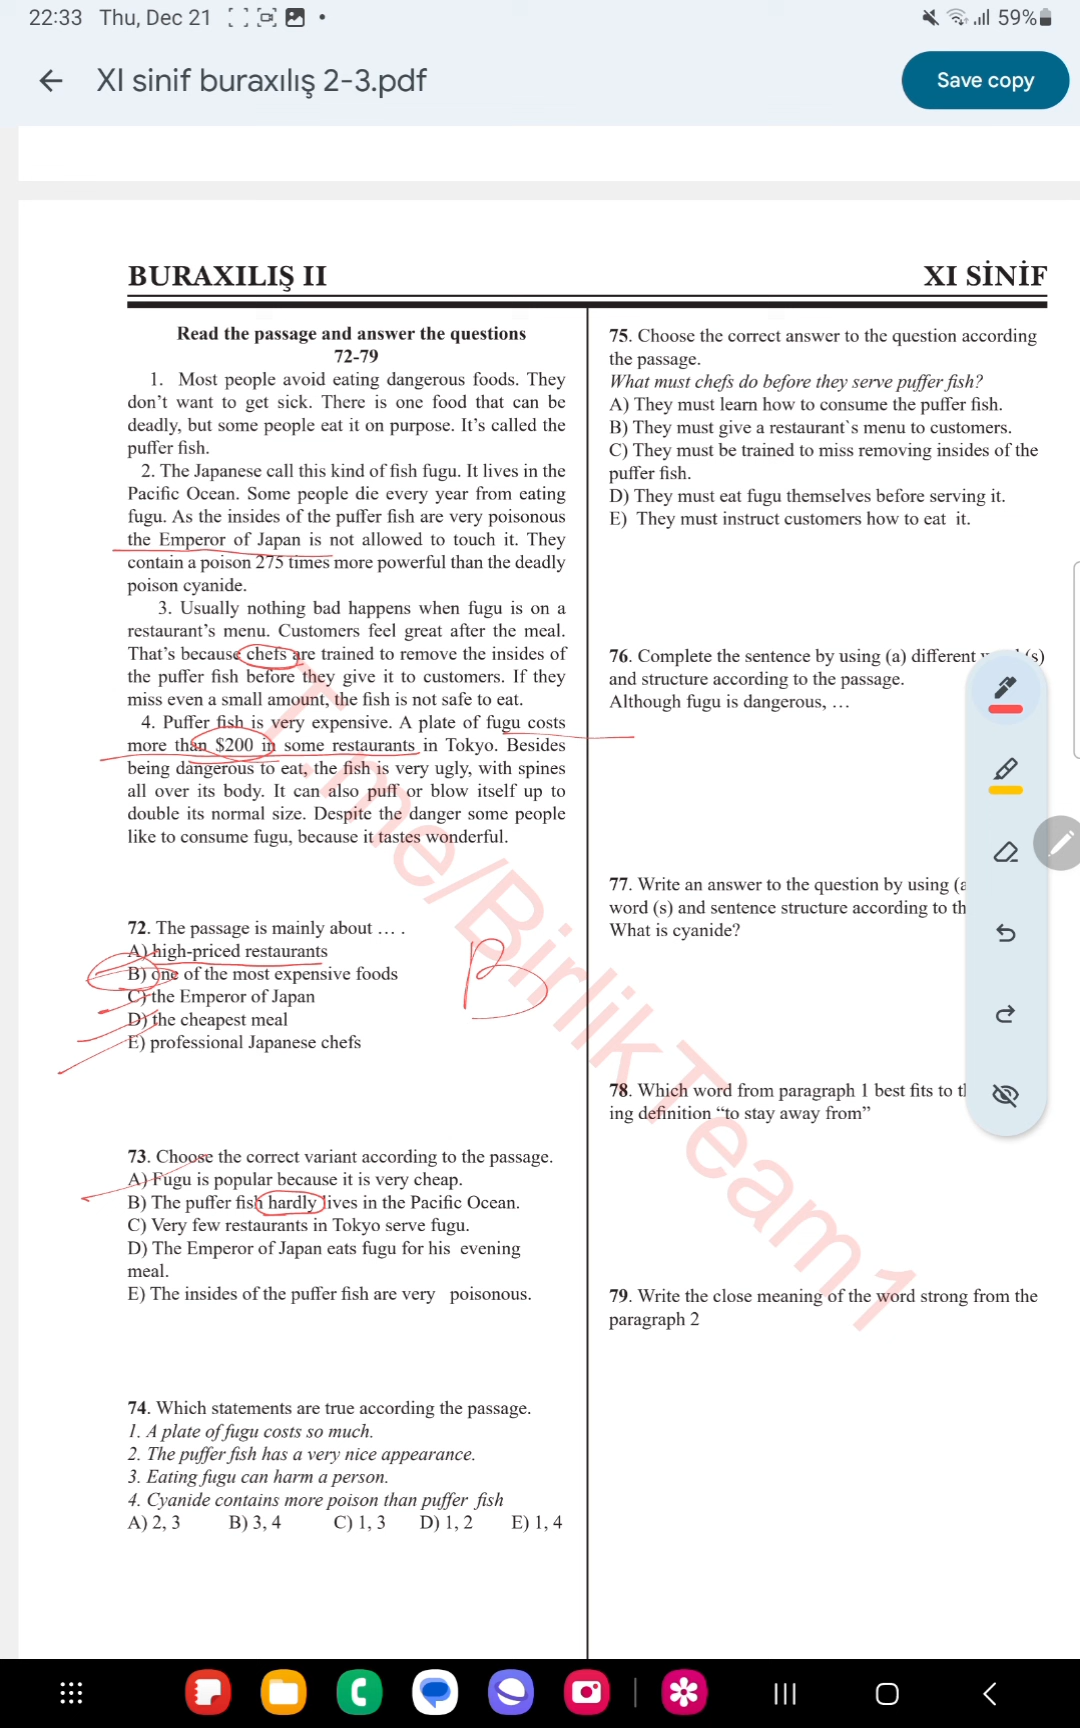 22:33 Thu, Dec 21
59%
XI sinif buraxılış 2-3.pdf
Save copy
BURAXILIŞ II
XI SİNİF
Read the passage and answer the questions
72-79
1. Most people avoid eating dangerous foods. They
don't want to get sick. There is one food that can be
deadly, but some people eat it on purpose. It's called the
puffer fish.
2. The Japanese call this kind of fish fugu. It lives in the
Pacific Ocean. Some people die every year from eating
fugu. As the insides of the puffer fish are very poisonous
the Emperor of Japan is not allowed to touch it. They
contain a poison 275 times more powerful than the deadly
poison cyanide.
3. Usually nothing bad happens when fugu is on a
restaurant's menu. Customers feel great after the meal.
That's because chefs are trained to remove the insides of
the puffer fish before they give it to customers. If they
miss even a small amount, the fish is not safe to eat.
4. Puffer fish is very expensive. A plate of fugu costs
more than $200 in some restaurants in Tokyo. Besides
being dangerous to eat, the fish is very ugly, with spines
all over its body. It can also puff or blow itself up to
double its normal size. Despite the danger some people
like to consume fugu, because it tastes wonderful.
72. The passage is mainly about ... .
A) high-priced restaurants
B) one of the most expensive foods
C) the Emperor of Japan
D) the cheapest meal
E) professional Japanese chefs
B
73. Choose the correct variant according to the passage.
A) Fugu is popular because it is very cheap.
B) The puffer fish hardly lives in the Pacific Ocean.
C) Very few restaurants in Tokyo serve fugu.
D) The Emperor of Japan eats fugu for his evening
meal.
E) The insides of the puffer fish are very poisonous.
74. Which statements are true according the passage.
1. A plate of fugu costs so much.
2. The puffer fish has a very nice appearance.
3. Eating fugu can harm a person.
4. Cyanide contains more poison than puffer fish
A) 2, 3 B) 3, 4 C) 1, 3 D) 1, 2 E) 1, 4
75. Choose the correct answer to the question according
the passage.
What must chefs do before they serve puffer fish?
A) They must learn how to consume the puffer fish.
B) They must give a restaurant`s menu to customers.
C) They must be trained to miss removing insides of the
puffer fish.
D) They must eat fugu themselves before serving it.
E) They must instruct customers how to eat it.
76. Complete the sentence by using (a) different (s)
and structure according to the passage.
Although fugu is dangerous, ...
77. Write an answer to the question by using (a
word (s) and sentence structure according to th
What is cyanide?
78. Which word from paragraph 1 best fits to t
ing definition "to stay away from"
79. Write the close meaning of the word strong from the
paragraph 2
T.me/BirlikTeam1